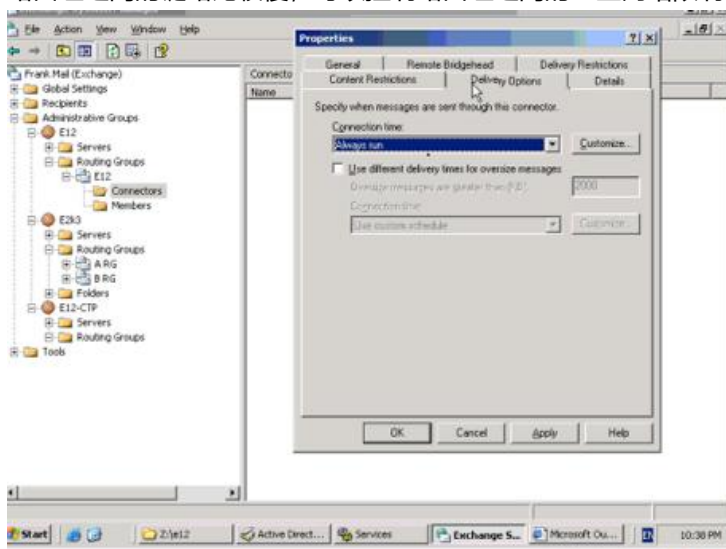 File Action View Window Help
Frank Mail (Exchange)
Global Settings
Recipients
Administrative Groups
E12
Servers
Routing Groups
E12
Connectors
Members
E2k3
Servers
Routing Groups
A RG
B RG
Folders
E12-CTP
Servers
Routing Groups
Tools
Connecto
Name
Properties
General Remote Bridgehead Delivery Restrictions
Content Restrictions Delivery Options Details
Specify when messages are sent through this connector.
Connection time:
Always run Customize...
Use different delivery times for oversize messages
Oversize messages are greater than (KB): 2000
Connection time:
Use custom schedule Customize...
OK Cancel Apply Help
Start Z:\e12 Active Direct... Services Exchange S... Microsoft Ou... EN 10:38 PM